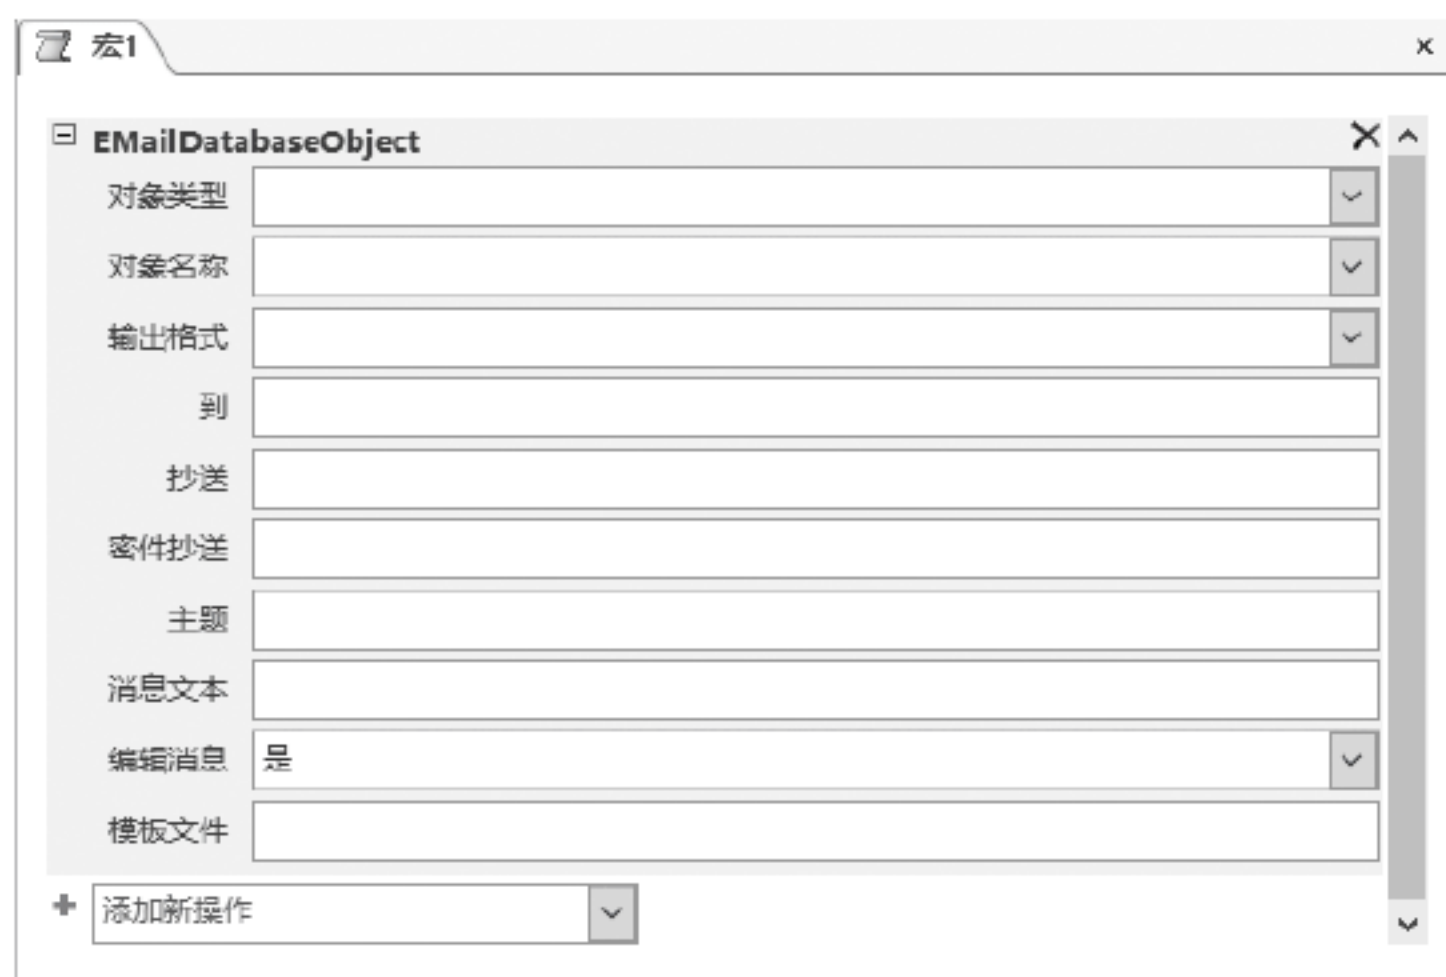 宏1
EMailDatabaseObject
对象类型
对象名称
输出格式
到
抄送
密件抄送
主题
消息文本
编辑消息 是
模板文件
添加新操作